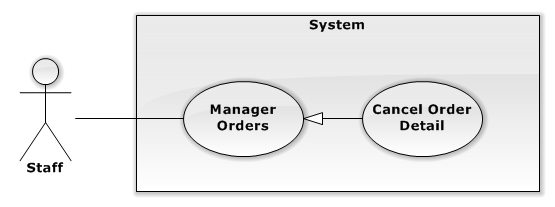 System
Manager
Orders
Cancel Order
Detail
Staff